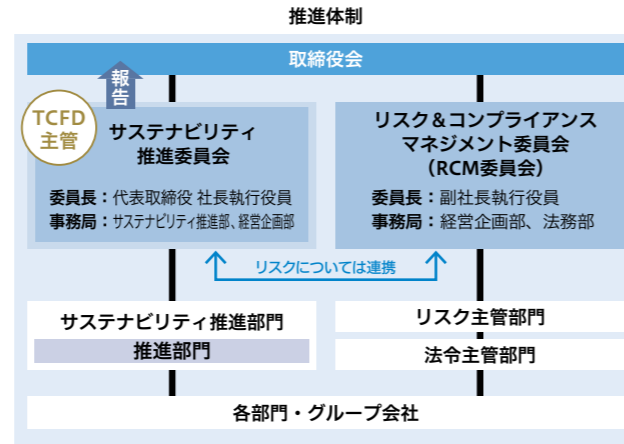 推進体制
取締役会
報告
TCFD
主管
サステナビリティ
推進委員会
委員長：代表取締役 社長執行役員
事務局：サステナビリティ推進部、経営企画部
リスク＆コンプライアンス
マネジメント委員会
（RCM委員会）
委員長：副社長執行役員
事務局：経営企画部、法務部
リスクについては連携
サステナビリティ推進部門
推進部門
リスク主管部門
法令主管部門
各部門・グループ会社